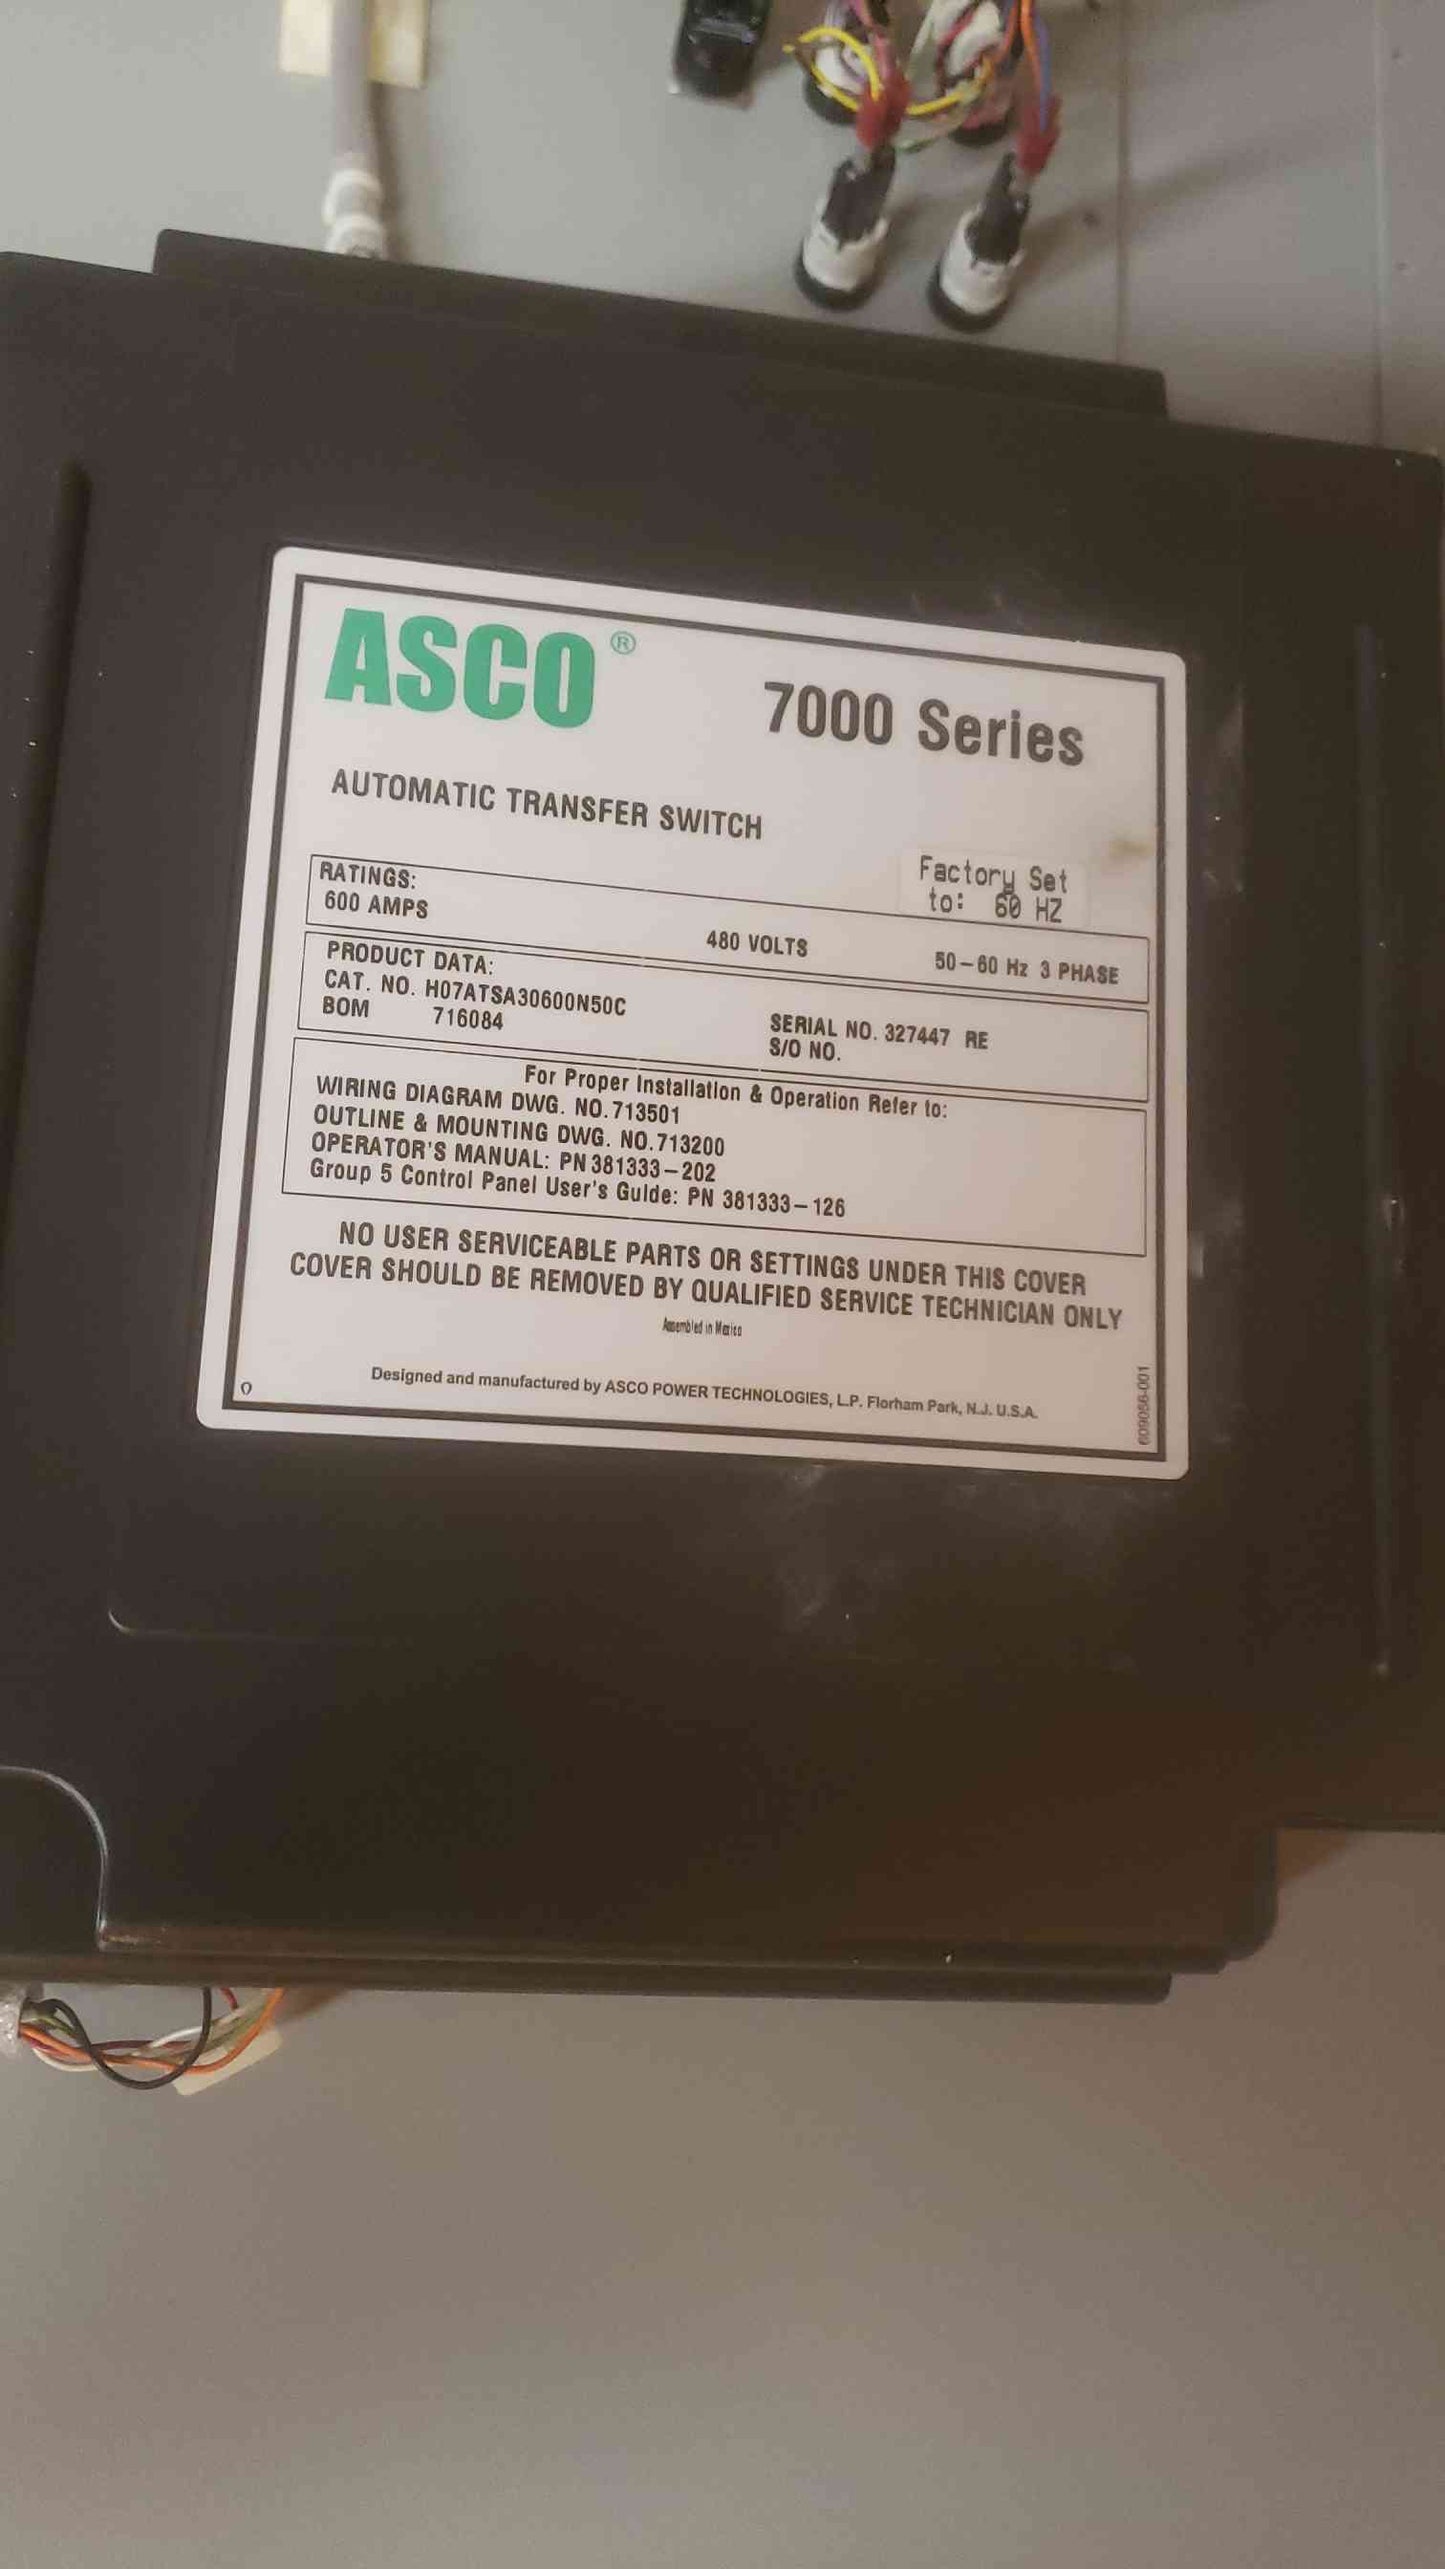 ASCO®
7000 Series
AUTOMATIC TRANSFER SWITCH
Factory Set
to: 60 HZ
RATINGS:
600 AMPS 480 VOLTS 50-60 Hz 3 PHASE
PRODUCT DATA:
CAT. NO. H07ATSA30600N50C SERIAL NO. 327447 RE
BOM 716084 S/O NO.
For Proper Installation & Operation Refer to:
WIRING DIAGRAM DWG. NO. 713501
OUTLINE & MOUNTING DWG. NO. 713200
OPERATOR'S MANUAL: PN 381333-202
Group 5 Control Panel User's Guide: PN 381333-126
NO USER SERVICEABLE PARTS OR SETTINGS UNDER THIS COVER
COVER SHOULD BE REMOVED BY QUALIFIED SERVICE TECHNICIAN ONLY
Assembled in Mexico
Designed and manufactured by ASCO POWER TECHNOLOGIES, L.P. Florham Park, N.J. U.S.A.
O
609056-001